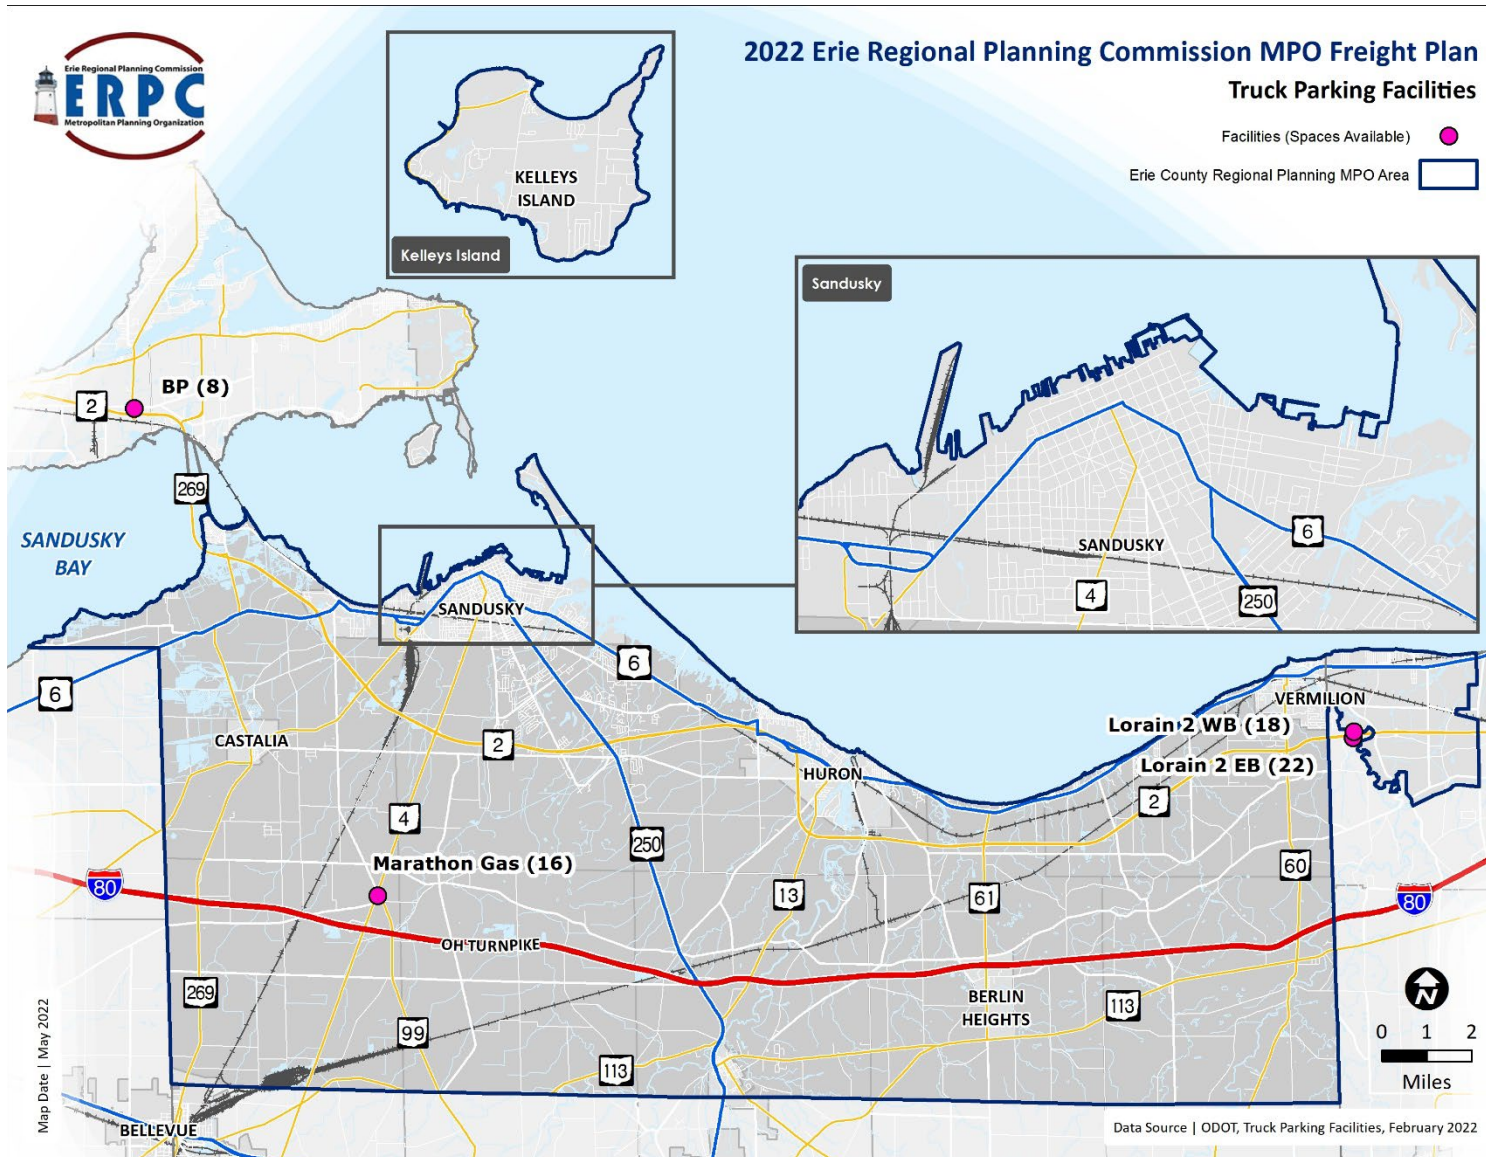 Erie Regional Planning Commission
ERPC
Metropolitan Planning Organization
2022 Erie Regional Planning Commission MPO Freight Plan
Truck Parking Facilities
Facilities (Spaces Available)
Erie County Regional Planning MPO Area
KELLEYS
ISLAND
Kelleys Island
Sandusky
SANDUSKY
6
4
250
BP (8)
2
269
SANDUSKY
BAY
SANDUSKY
6
6
CASTALIA
2
HURON
VERMILION
Lorain 2 WB (18)
Lorain 2 EB (22)
2
4
250
Marathon Gas (16)
60
80
13
61
80
OH TURNPIKE
269
99
BERLIN
HEIGHTS
113
113
BELLEVUE
N
0 1 2
Miles
Map Date | May 2022
Data Source | ODOT, Truck Parking Facilities, February 2022